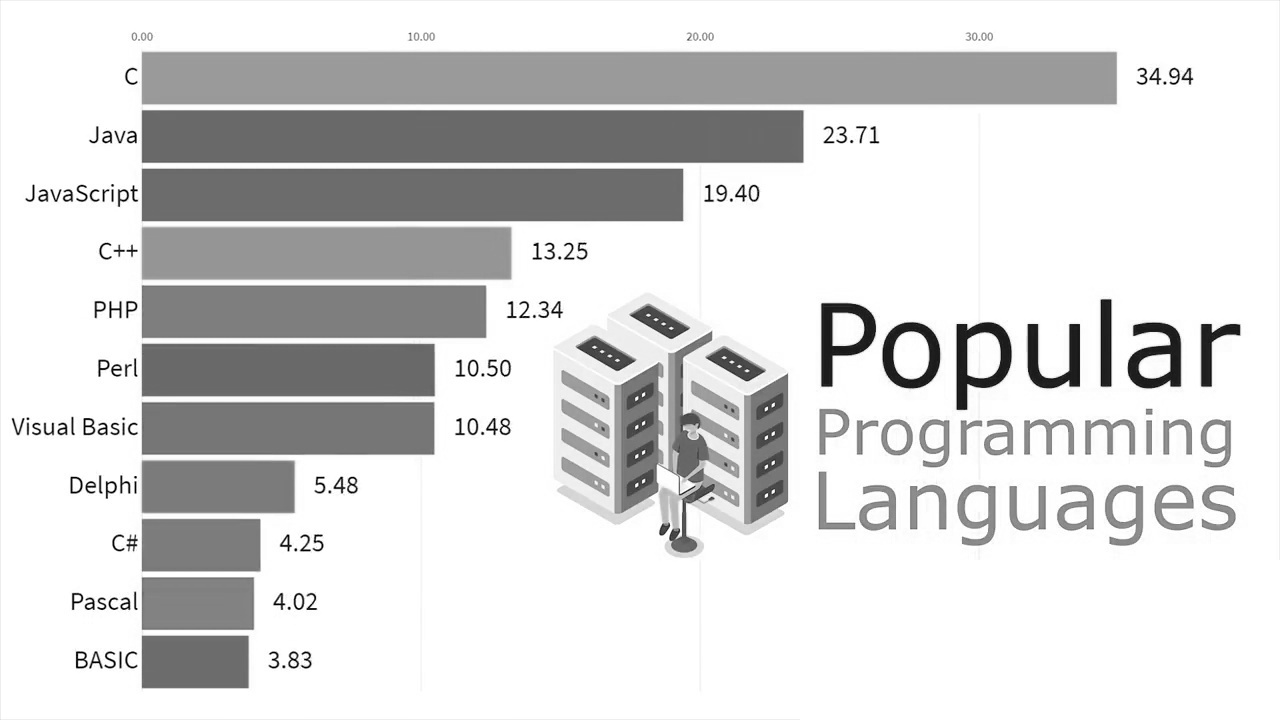 0.00 10.00 20.00 30.00
C 34.94
Java 23.71
JavaScript 19.40
C++ 13.25
PHP 12.34
Perl 10.50
Visual Basic 10.48
Delphi 5.48
C# 4.25
Pascal 4.02
BASIC 3.83
Popular
Programming
Languages